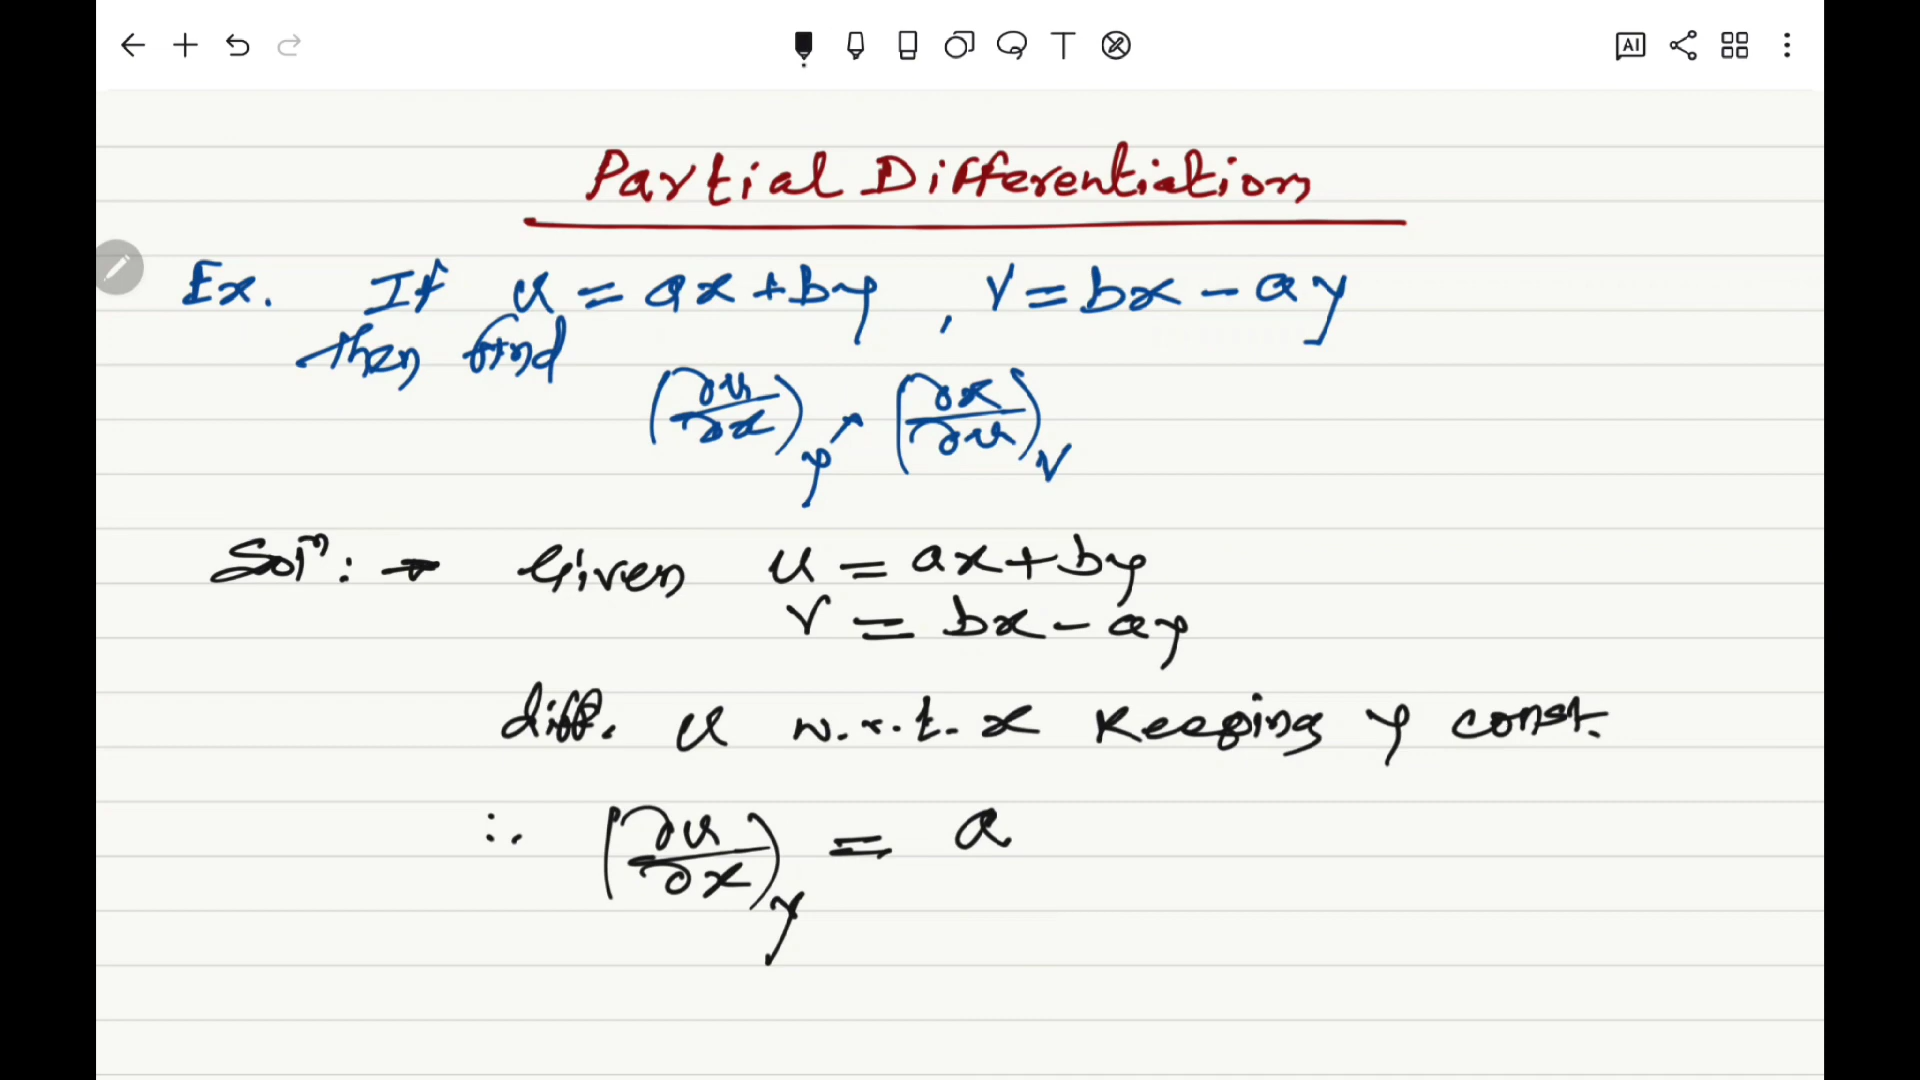 AI
Partial Differentiation
Ex. If u = ax + by, v = bx - ay
then find
(∂u/∂x)y, (∂x/∂u)v
Solⁿ: → Given u = ax + by
v = bx - ay
diff. u w.r.t. x keeping y const.
∴ (∂u/∂x)y = a